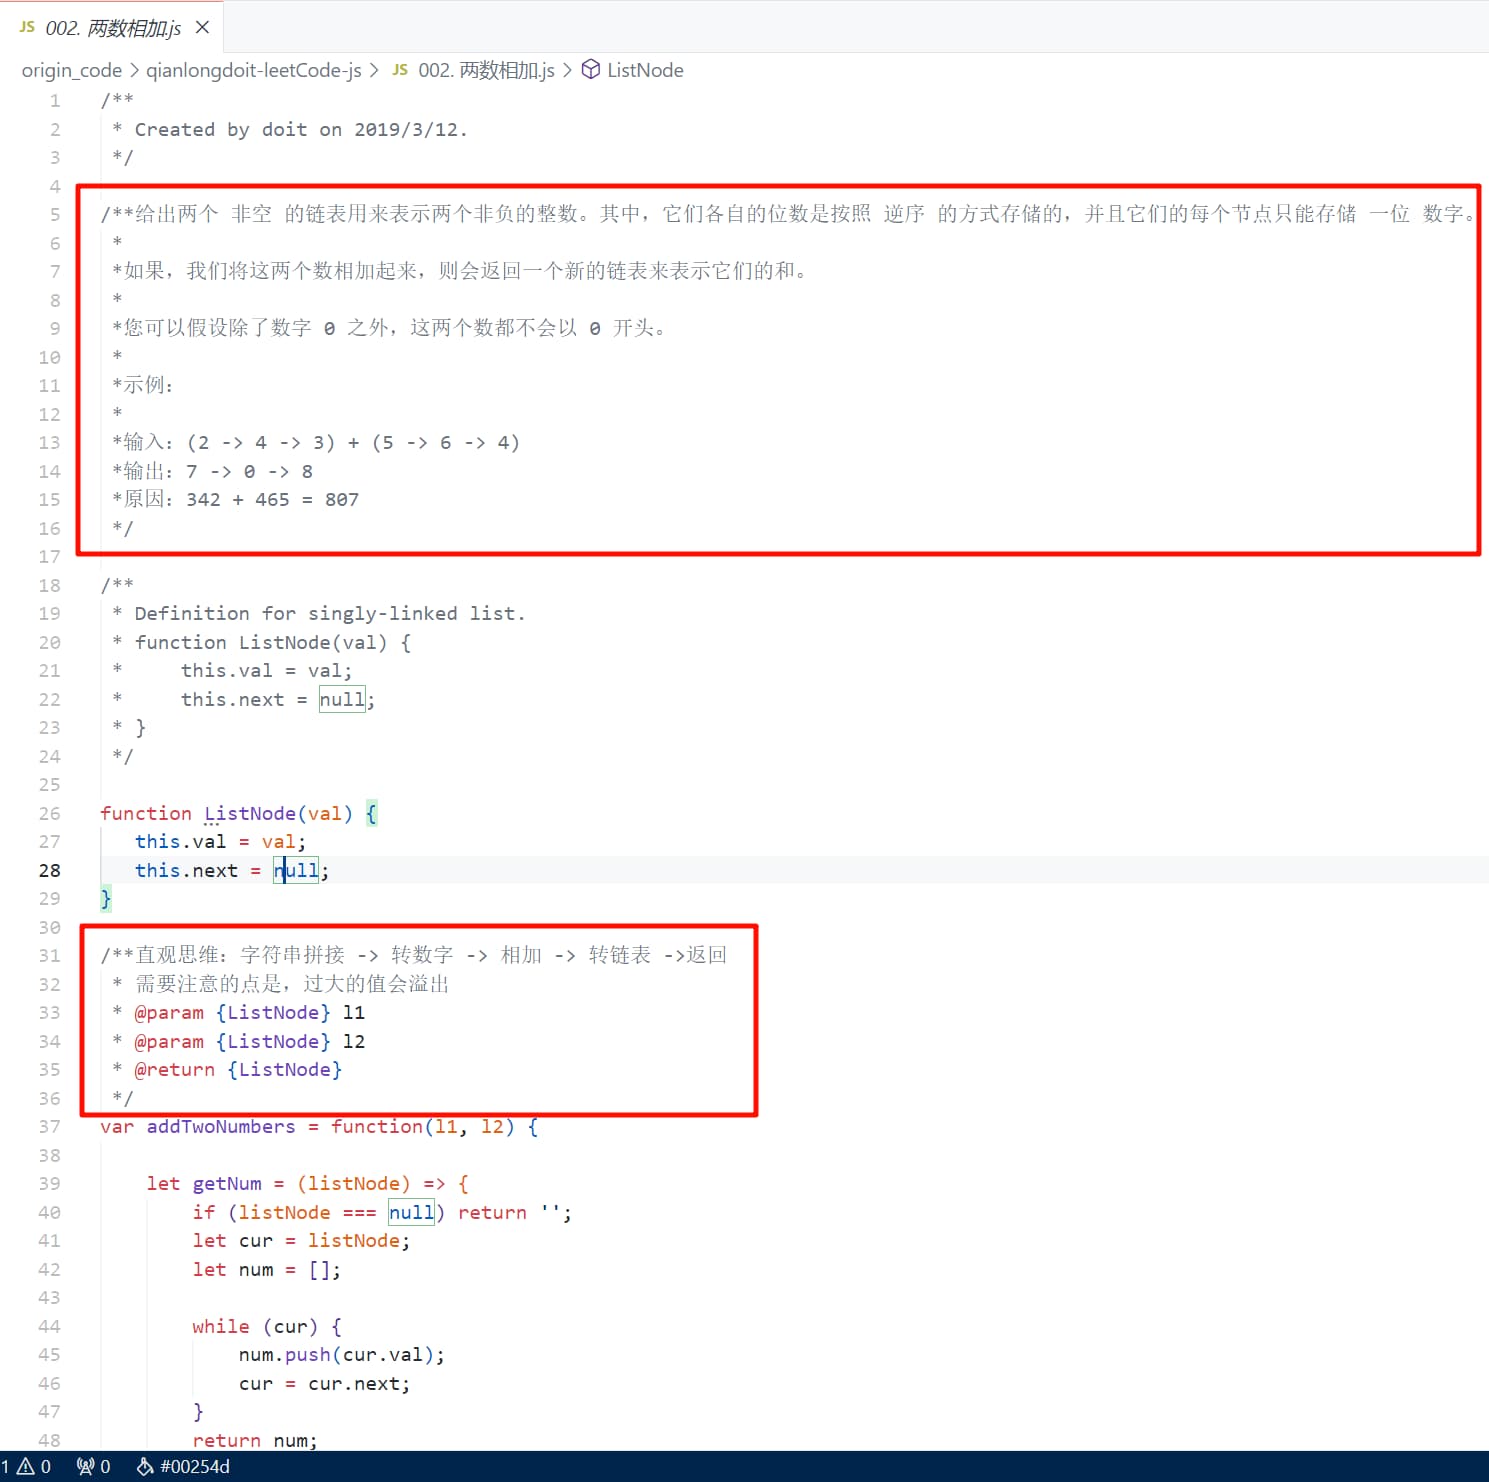 JS 002. 两数相加.js ×
origin_code > qianlongdoit-leetCode-js > JS 002. 两数相加.js > ListNode
1 /**
2 * Created by doit on 2019/3/12.
3 */
4
5 /**给出两个 非空 的链表用来表示两个非负的整数。其中，它们各自的位数是按照 逆序 的方式存储的，并且它们的每个节点只能存储 一位 数字。
6 *
7 *如果，我们将这两个数相加起来，则会返回一个新的链表来表示它们的和。
8 *
9 *您可以假设除了数字 0 之外，这两个数都不会以 0 开头。
10 *
11 *示例：
12 *
13 *输入：(2 -> 4 -> 3) + (5 -> 6 -> 4)
14 *输出：7 -> 0 -> 8
15 *原因：342 + 465 = 807
16 */
17
18 /**
19 * Definition for singly-linked list.
20 * function ListNode(val) {
21 *     this.val = val;
22 *     this.next = null;
23 * }
24 */
25
26 function ListNode(val) {
27    this.val = val;
28    this.next = null;
29 }
30
31 /**直观思维：字符串拼接 -> 转数字 -> 相加 -> 转链表 ->返回
32 * 需要注意的点是，过大的值会溢出
33 * @param {ListNode} l1
34 * @param {ListNode} l2
35 * @return {ListNode}
36 */
37 var addTwoNumbers = function(l1, l2) {
38
39     let getNum = (listNode) => {
40         if (listNode === null) return '';
41         let cur = listNode;
42         let num = [];
43
44         while (cur) {
45             num.push(cur.val);
46             cur = cur.next;
47         }
48         return num;
1 0 0 #00254d